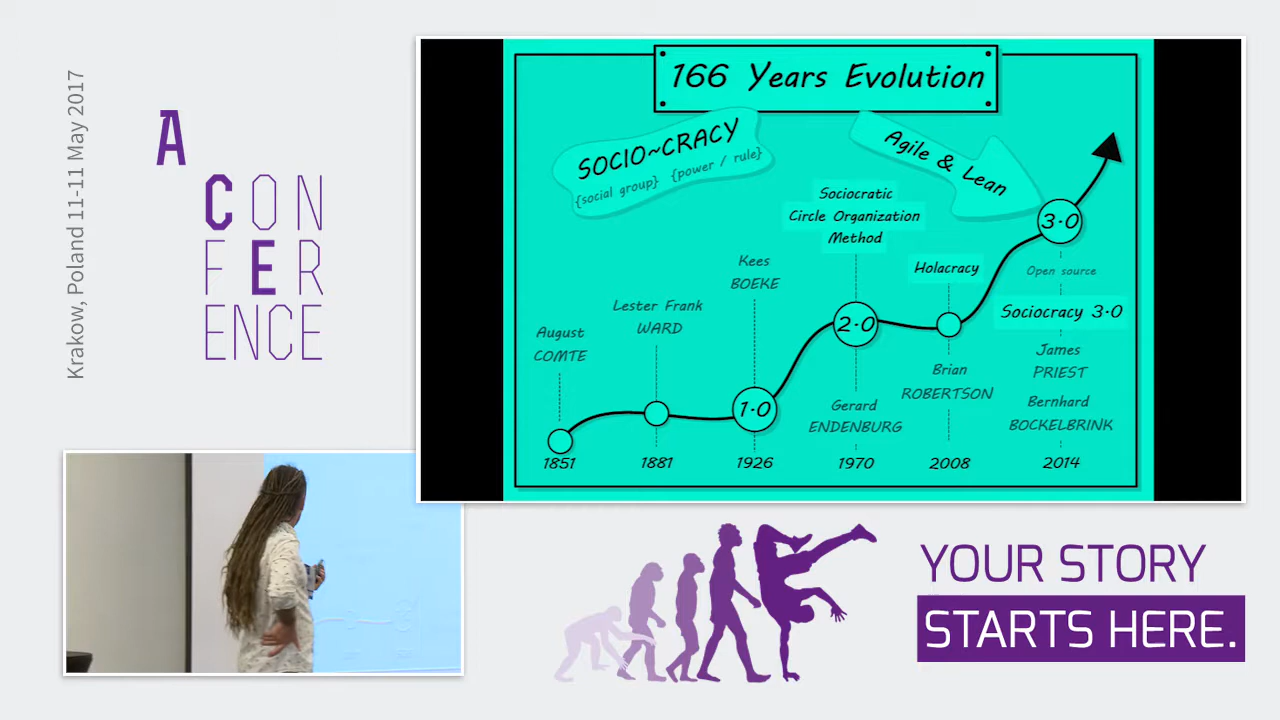 Krakow, Poland 11-11 May 2017
A
CON
FER
ENCE
166 Years Evolution
SOCIO~CRACY
{social group} {power / rule}
Agile & Lean
August
COMTE
1851
Lester Frank
WARD
1881
Kees
BOEKE
1.0
1926
Sociocratic
Circle Organization
Method
2.0
Gerard
ENDENBURG
1970
Holacracy
Brian
ROBERTSON
2008
3.0
Open source
Sociocracy 3.0
James
PRIEST
Bernhard
BOCKELBRINK
2014
YOUR STORY
STARTS HERE.